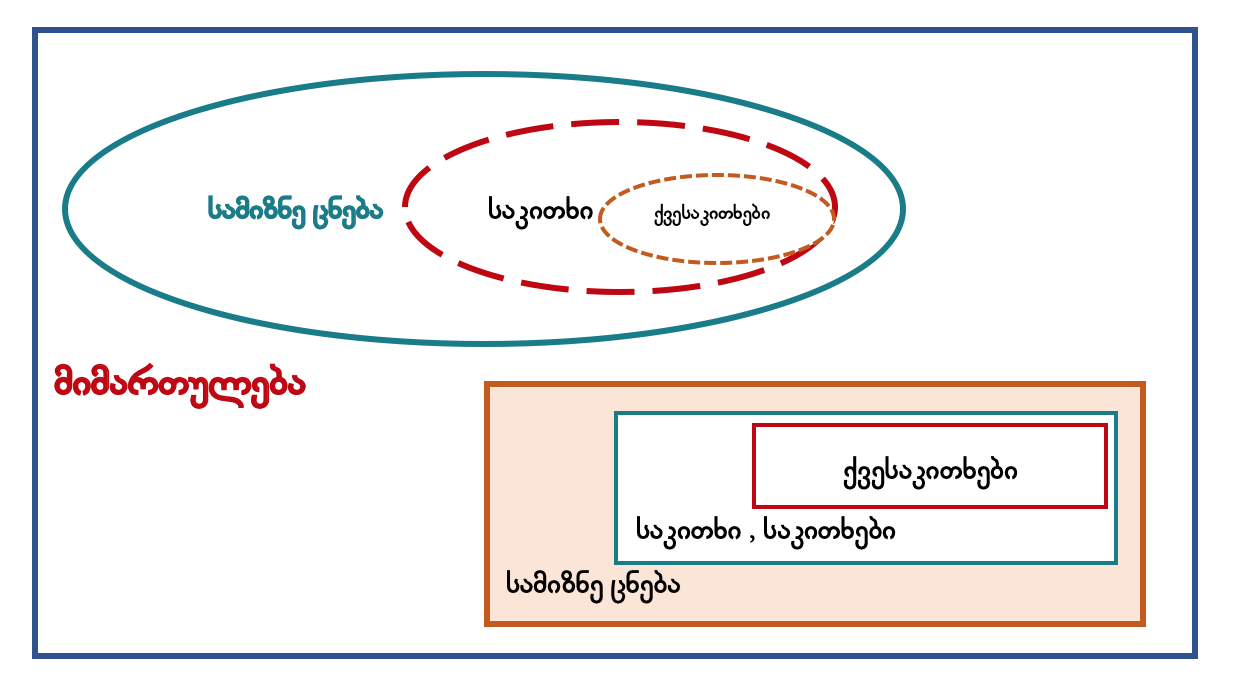 სამიზნე ცნება
საკითხი
ქვესაკითხები
მიმართულება
ქვესაკითხები
საკითხი , საკითხები
სამიზნე ცნება